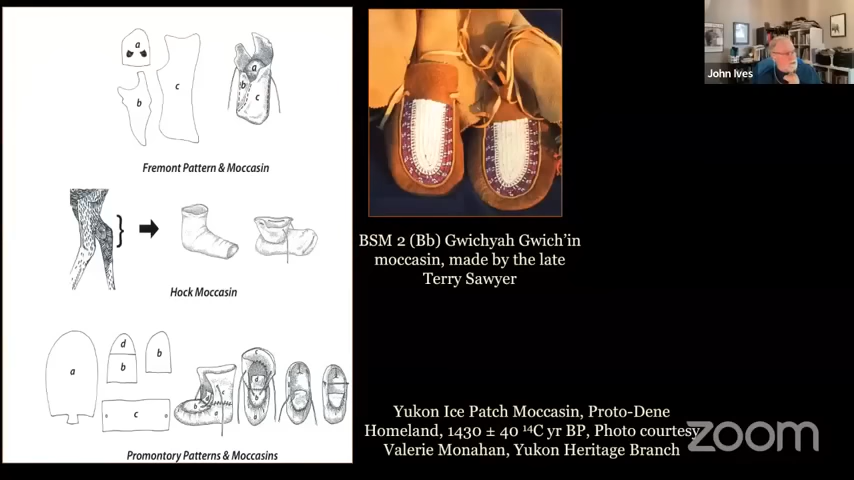 a
b
c
a
b
c
Fremont Pattern & Moccasin
Hock Moccasin
a
d
b
b
c
Promontory Patterns & Moccasins
BSM 2 (Bb) Gwichyah Gwich'in
moccasin, made by the late
Terry Sawyer
Yukon Ice Patch Moccasin, Proto-Dene
Homeland, 1430 ± 40 ¹⁴C yr BP, Photo courtesy
Valerie Monahan, Yukon Heritage Branch
John Ives
zoom